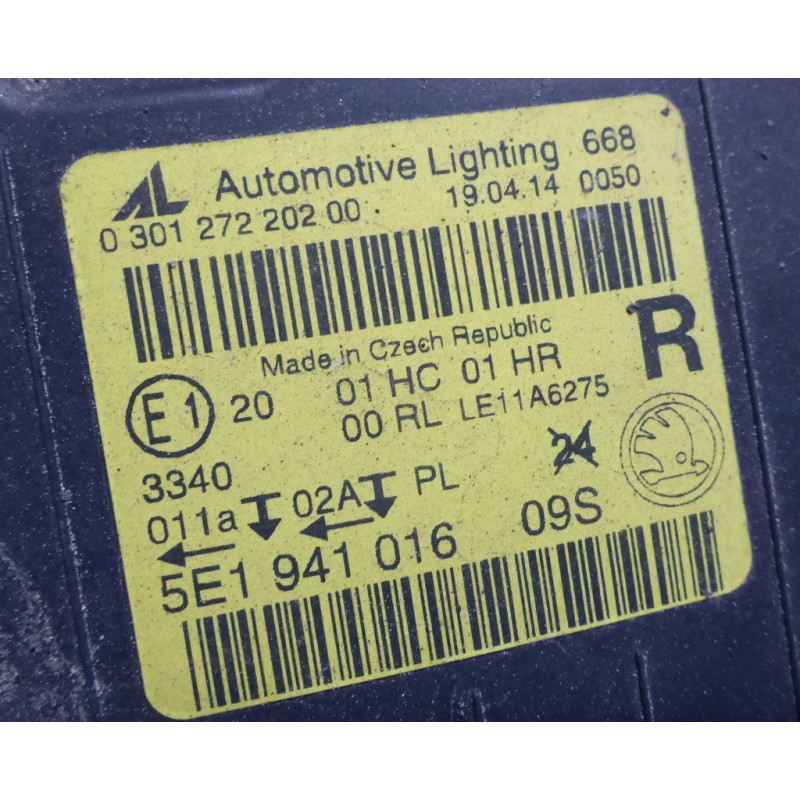 AL Automotive Lighting 668
0 301 272 202 00 19.04.14 0050
Made in Czech Republic
R
E1 20 01 HC 01 HR
00 RL LE11A6275
3340 24
011a 02A PL
5E1 941 016 09S